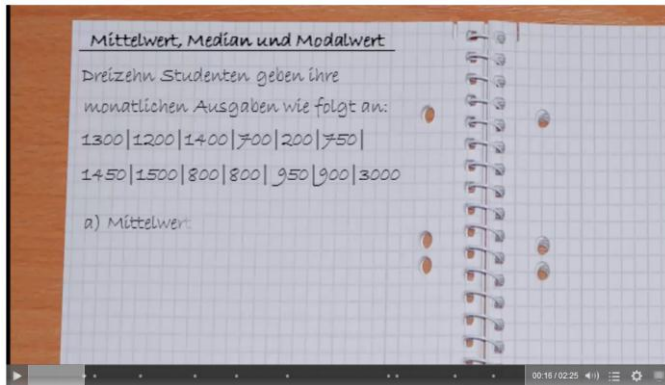 Mittelwert, Median und Modalwert
Dreizehn Studenten geben ihre
monatlichen Ausgaben wie folgt an:
1300|1200|1400|700|200|750|
1450|1500|800|800|950|900|3000
a) Mittelwert
00:16 / 02:25